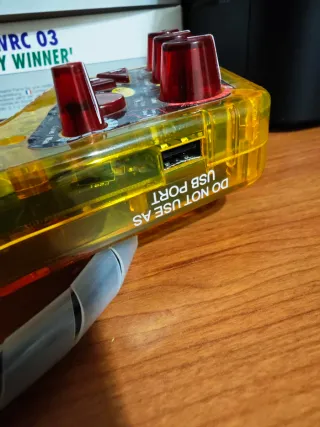 WRC 03
Y WINNER!
DO NOT USE AS
USB PORT